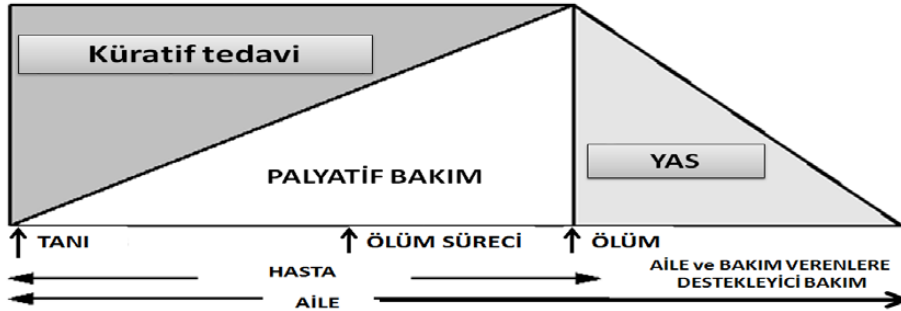 Küratif tedavi
PALYATİF BAKIM
YAS
TANI
ÖLÜM SÜRECİ
ÖLÜM
HASTA
AİLE ve BAKIM VERENLERE
DESTEKLEYİCİ BAKIM
AİLE